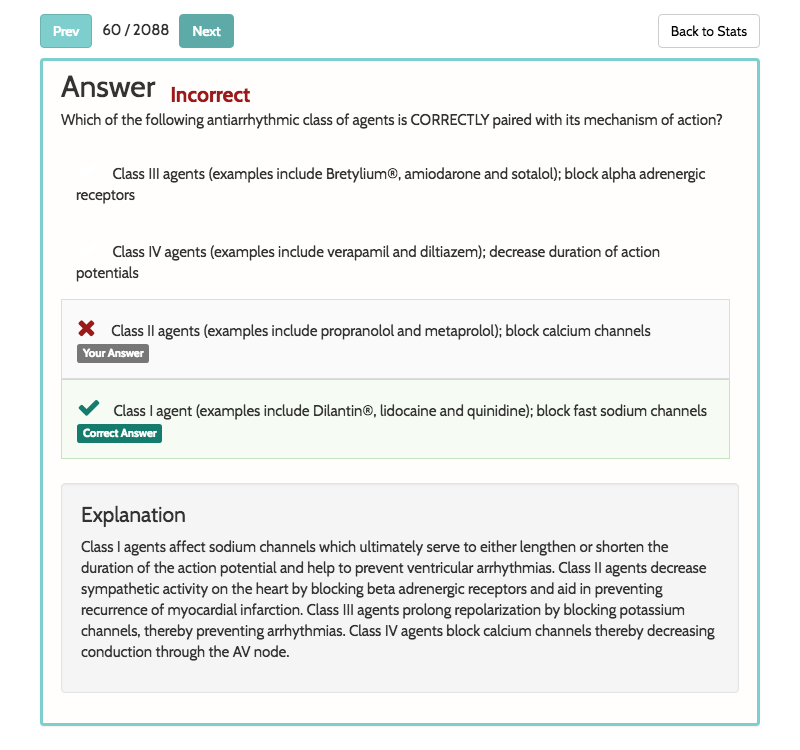 Prev 60 / 2088 Next Back to Stats
Answer Incorrect
Which of the following antiarrhythmic class of agents is CORRECTLY paired with its mechanism of action?
Class III agents (examples include Bretylium®, amiodarone and sotalol); block alpha adrenergic
receptors
Class IV agents (examples include verapamil and diltiazem); decrease duration of action
potentials
Class II agents (examples include propranolol and metaprolol); block calcium channels
Your Answer
Class I agent (examples include Dilantin®, lidocaine and quinidine); block fast sodium channels
Correct Answer
Explanation
Class I agents affect sodium channels which ultimately serve to either lengthen or shorten the
duration of the action potential and help to prevent ventricular arrhythmias. Class II agents decrease
sympathetic activity on the heart by blocking beta adrenergic receptors and aid in preventing
recurrence of myocardial infarction. Class III agents prolong repolarization by blocking potassium
channels, thereby preventing arrhythmias. Class IV agents block calcium channels thereby decreasing
conduction through the AV node.